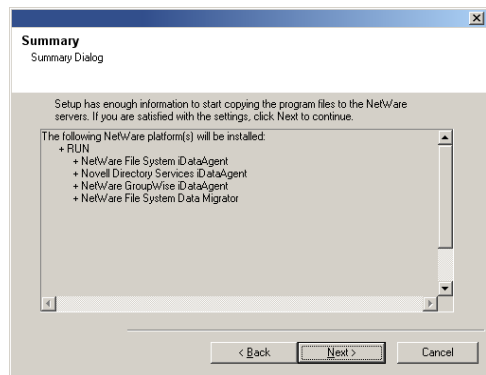 Summary
Summary Dialog
Setup has enough information to start copying the program files to the NetWare
servers. If you are satisfied with the settings, click Next to continue.
The following NetWare platform(s) will be installed:
+ RUN
+ NetWare File System iDataAgent
+ Novell Directory Services iDataAgent
+ NetWare GroupWise iDataAgent
+ NetWare File System Data Migrator
< Back Next > Cancel